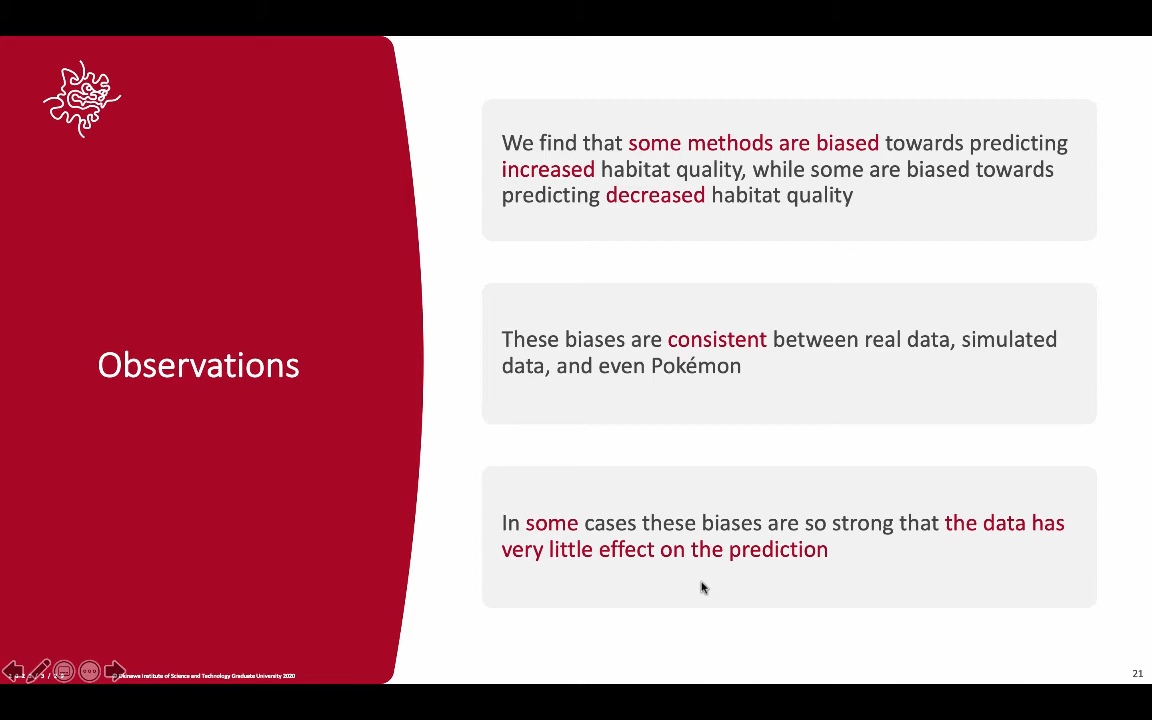 We find that some methods are biased towards predicting
increased habitat quality, while some are biased towards
predicting decreased habitat quality
These biases are consistent between real data, simulated
data, and even Pokémon
Observations
In some cases these biases are so strong that the data has
very little effect on the prediction
Okinawa Institute of Science and Technology Graduate University 2020
21